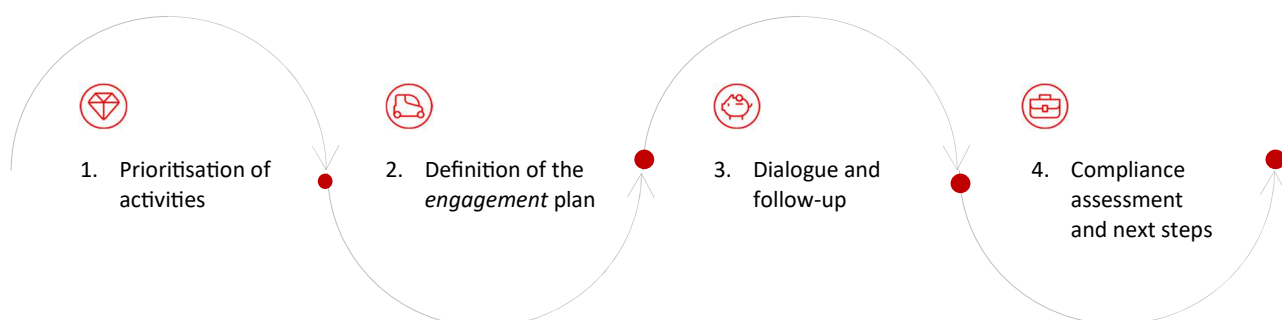 1. Prioritisation of
activities
2. Definition of the
engagement plan
3. Dialogue and
follow-up
4. Compliance
assessment
and next steps